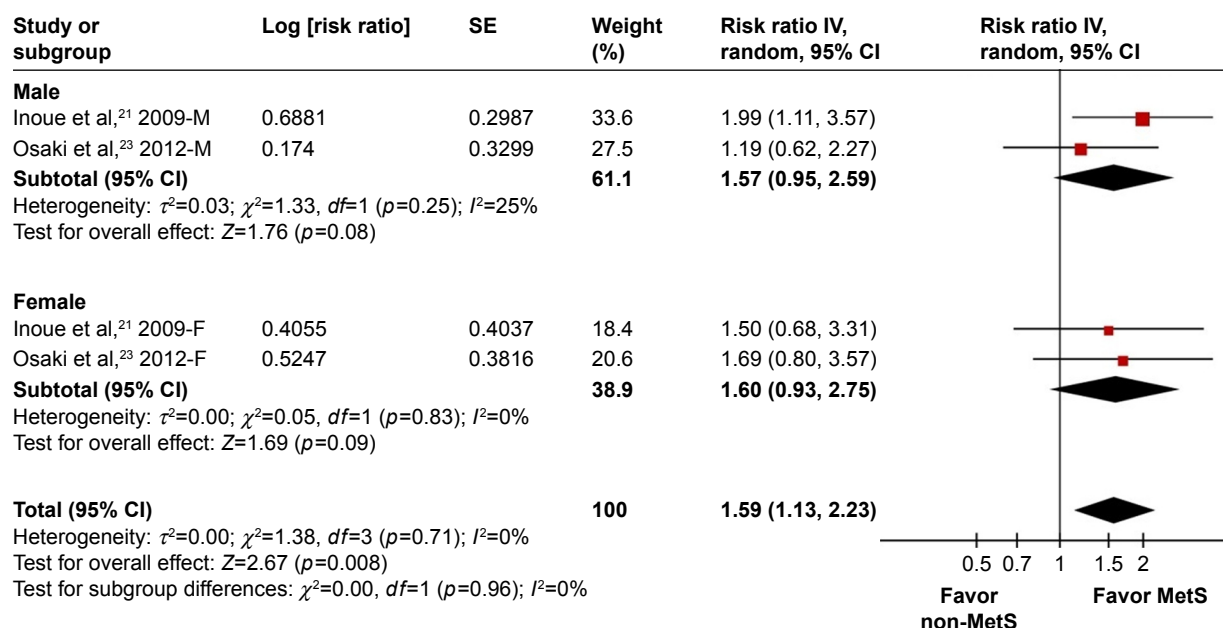 Study or subgroup Log [risk ratio] SE Weight (%) Risk ratio IV, random, 95% CI Risk ratio IV, random, 95% CI
Male
Inoue et al,²¹ 2009-M 0.6881 0.2987 33.6 1.99 (1.11, 3.57)
Osaki et al,²³ 2012-M 0.174 0.3299 27.5 1.19 (0.62, 2.27)
Subtotal (95% CI) 61.1 1.57 (0.95, 2.59)
Heterogeneity: τ²=0.03; χ²=1.33, df=1 (p=0.25); I²=25%
Test for overall effect: Z=1.76 (p=0.08)
Female
Inoue et al,²¹ 2009-F 0.4055 0.4037 18.4 1.50 (0.68, 3.31)
Osaki et al,²³ 2012-F 0.5247 0.3816 20.6 1.69 (0.80, 3.57)
Subtotal (95% CI) 38.9 1.60 (0.93, 2.75)
Heterogeneity: τ²=0.00; χ²=0.05, df=1 (p=0.83); I²=0%
Test for overall effect: Z=1.69 (p=0.09)
Total (95% CI) 100 1.59 (1.13, 2.23)
Heterogeneity: τ²=0.00; χ²=1.38, df=3 (p=0.71); I²=0%
Test for overall effect: Z=2.67 (p=0.008)
Test for subgroup differences: χ²=0.00, df=1 (p=0.96); I²=0%
0.5 0.7 1 1.5 2
Favor non-MetS Favor MetS